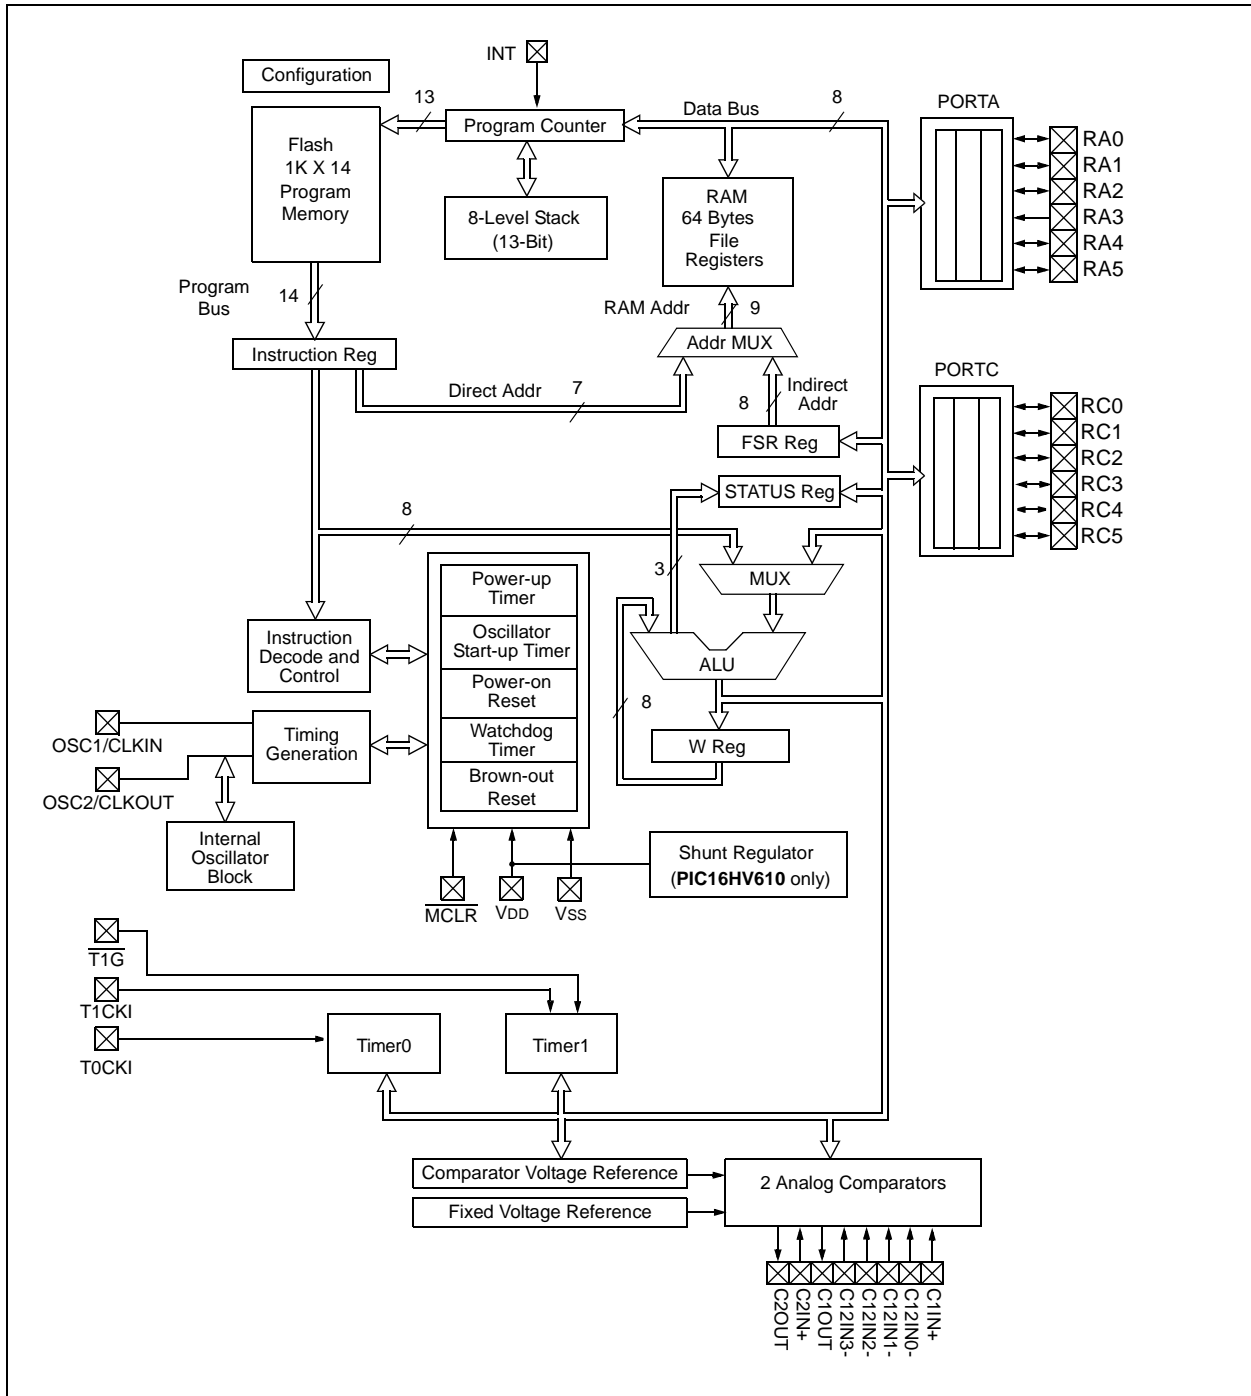 INT
Configuration
13
Program Counter
Data Bus
8
PORTA
Flash
1K X 14
Program
Memory
8-Level Stack
(13-Bit)
RAM
64 Bytes
File
Registers
RA0
RA1
RA2
RA3
RA4
RA5
Program
Bus
14
RAM Addr
9
Addr MUX
Instruction Reg
Direct Addr
7
8
Indirect
Addr
FSR Reg
PORTC
RC0
RC1
RC2
RC3
RC4
RC5
STATUS Reg
8
3
MUX
Power-up
Timer
Oscillator
Start-up Timer
Power-on
Reset
Watchdog
Timer
Brown-out
Reset
Instruction
Decode and
Control
ALU
8
W Reg
OSC1/CLKIN
Timing
Generation
OSC2/CLKOUT
Internal
Oscillator
Block
Shunt Regulator
(PIC16HV610 only)
MCLR
VDD
VSS
T1G
T1CKI
T0CKI
Timer0
Timer1
Comparator Voltage Reference
Fixed Voltage Reference
2 Analog Comparators
C2OUT
C2IN+
C1OUT
C12IN3-
C12IN2-
C12IN1-
C12IN0-
C1IN+